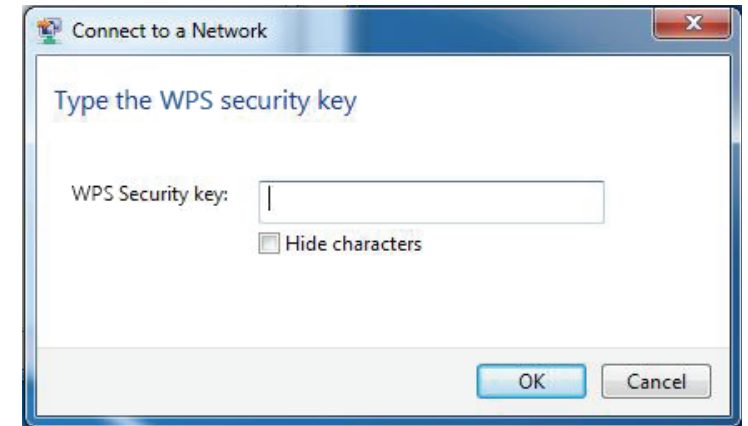 Connect to a Network
Type the WPS security key
WPS Security key:
Hide characters
OK Cancel